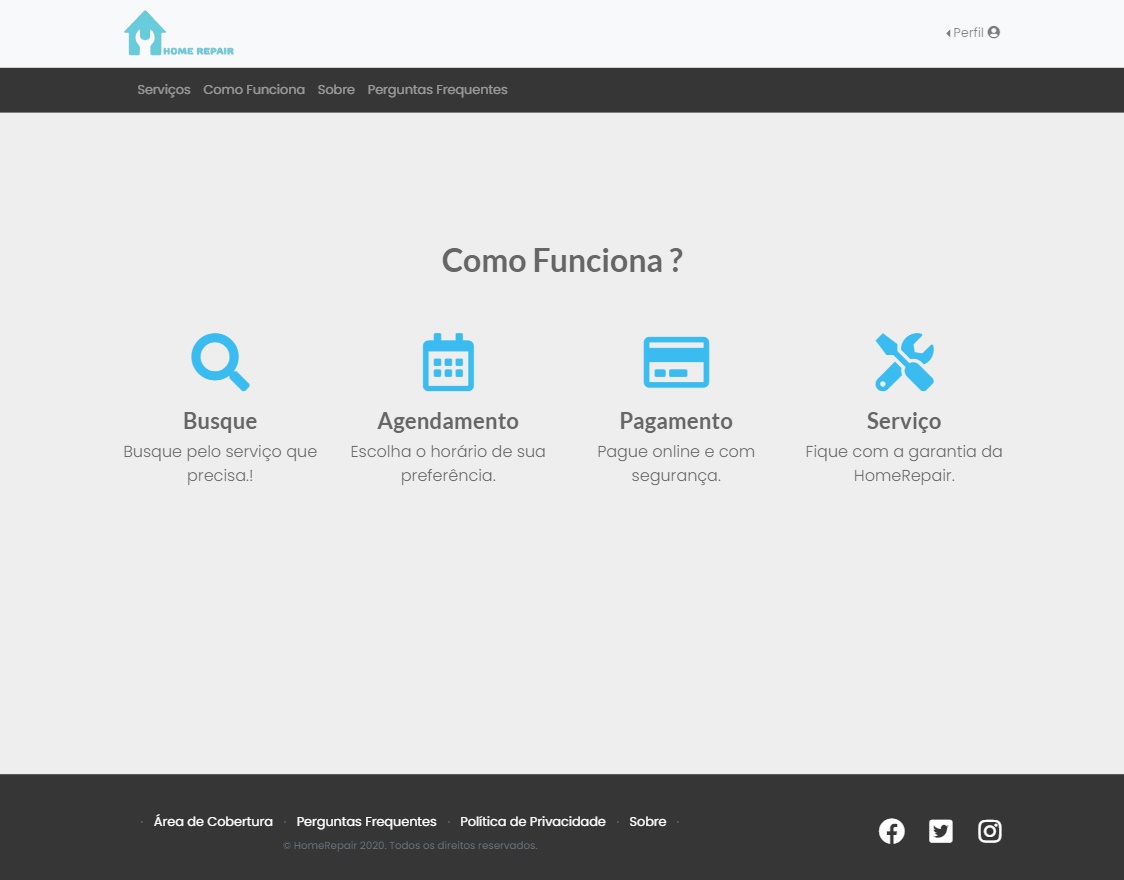 HOME REPAIR
Perfil
Serviços Como Funciona Sobre Perguntas Frequentes
Como Funciona ?
Busque
Busque pelo serviço que
precisa.!
Agendamento
Escolha o horário de sua
preferência.
Pagamento
Pague online e com
segurança.
Serviço
Fique com a garantia da
HomeRepair.
· Área de Cobertura · Perguntas Frequentes · Política de Privacidade · Sobre ·
© HomeRepair 2020. Todos os direitos reservados.